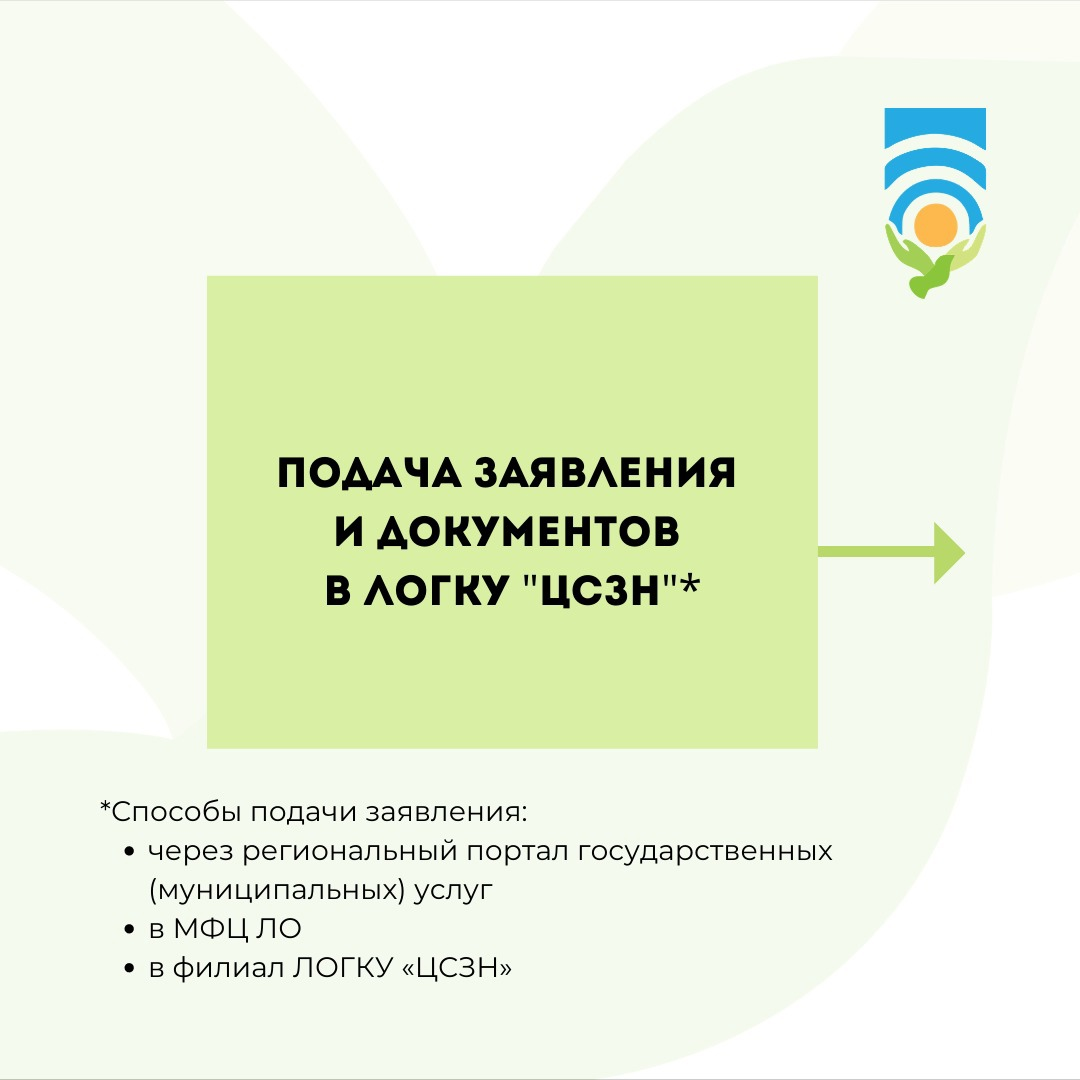 ПОДАЧА ЗАЯВЛЕНИЯ
И ДОКУМЕНТОВ
В ЛОГКУ "ЦСЗН"*
*Способы подачи заявления:
• через региональный портал государственных
(муниципальных) услуг
• в МФЦ ЛО
• в филиал ЛОГКУ «ЦСЗН»